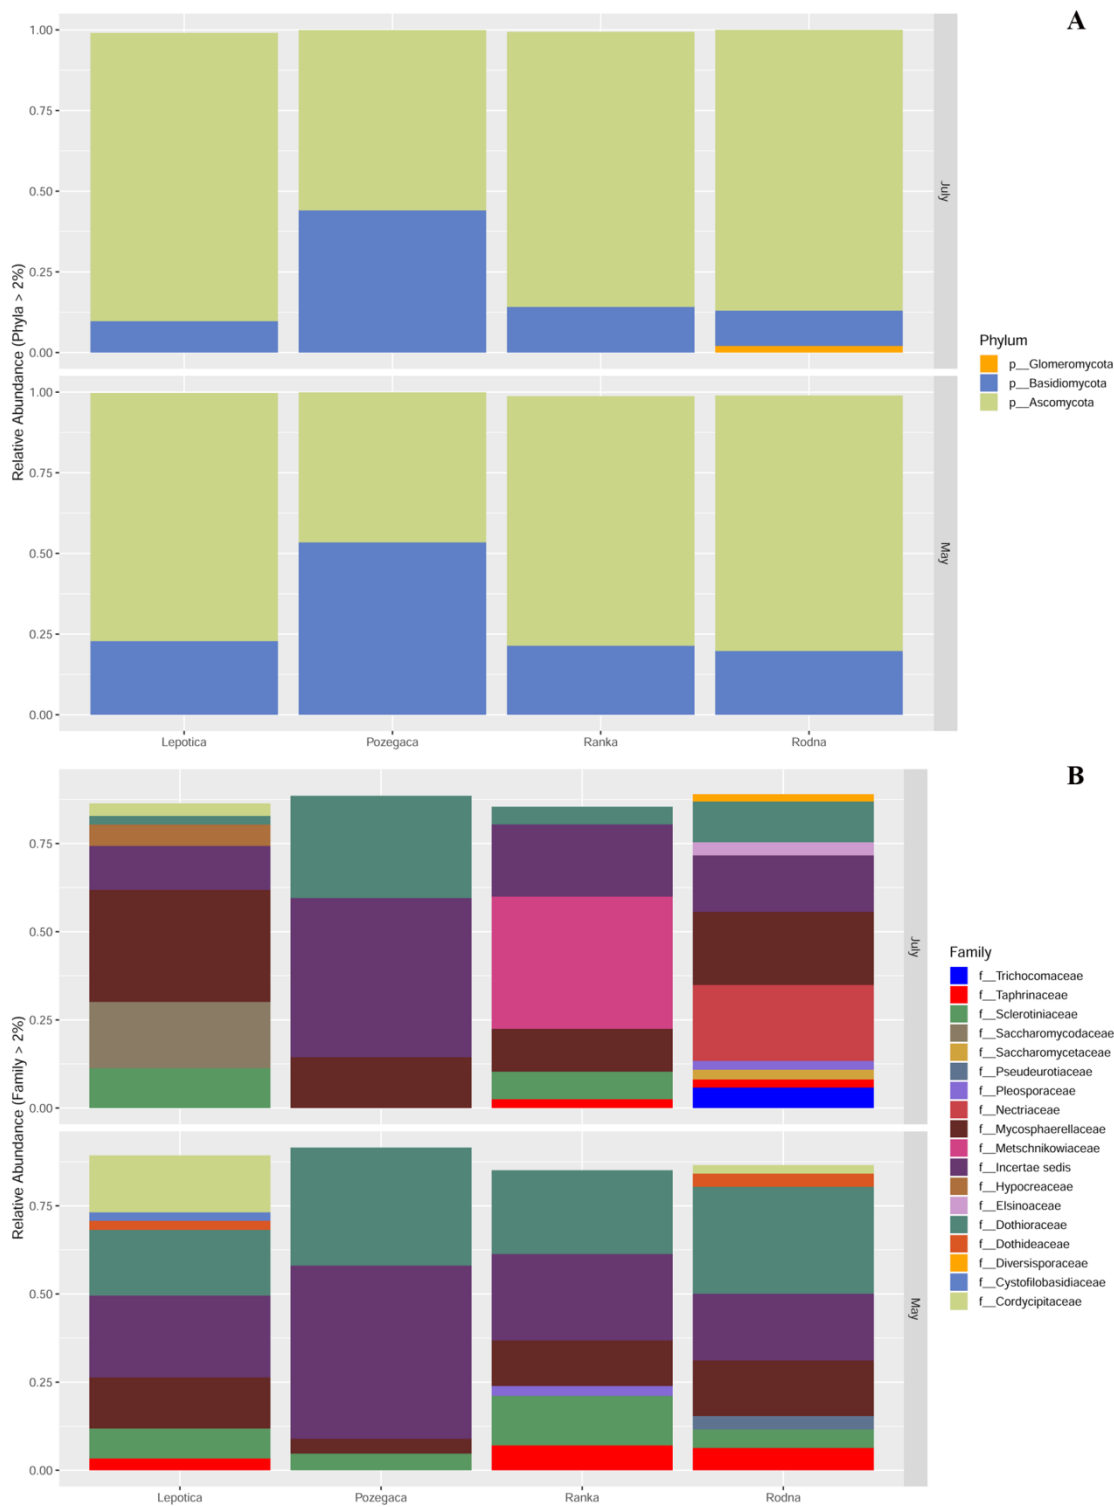 A
Relative Abundance (Phyla > 2%)
1.00
0.75
0.50
0.25
0.00
July
1.00
0.75
0.50
0.25
0.00
May
Lepotica Pozegaca Ranka Rodna
Phylum
p__Glomeromycota
p__Basidiomycota
p__Ascomycota
B
Relative Abundance (Family > 2%)
0.75
0.50
0.25
0.00
July
0.75
0.50
0.25
0.00
May
Lepotica Pozegaca Ranka Rodna
Family
f__Trichocomaceae
f__Taphrinaceae
f__Sclerotiniaceae
f__Saccharomycodaceae
f__Saccharomycetaceae
f__Pseudeurotiaceae
f__Pleosporaceae
f__Nectriaceae
f__Mycosphaerellaceae
f__Metschnikowiaceae
f__Incertae sedis
f__Hypocreaceae
f__Elsinoaceae
f__Dothioraceae
f__Dothideaceae
f__Diversisporaceae
f__Cystofilobasidiaceae
f__Cordycipitaceae